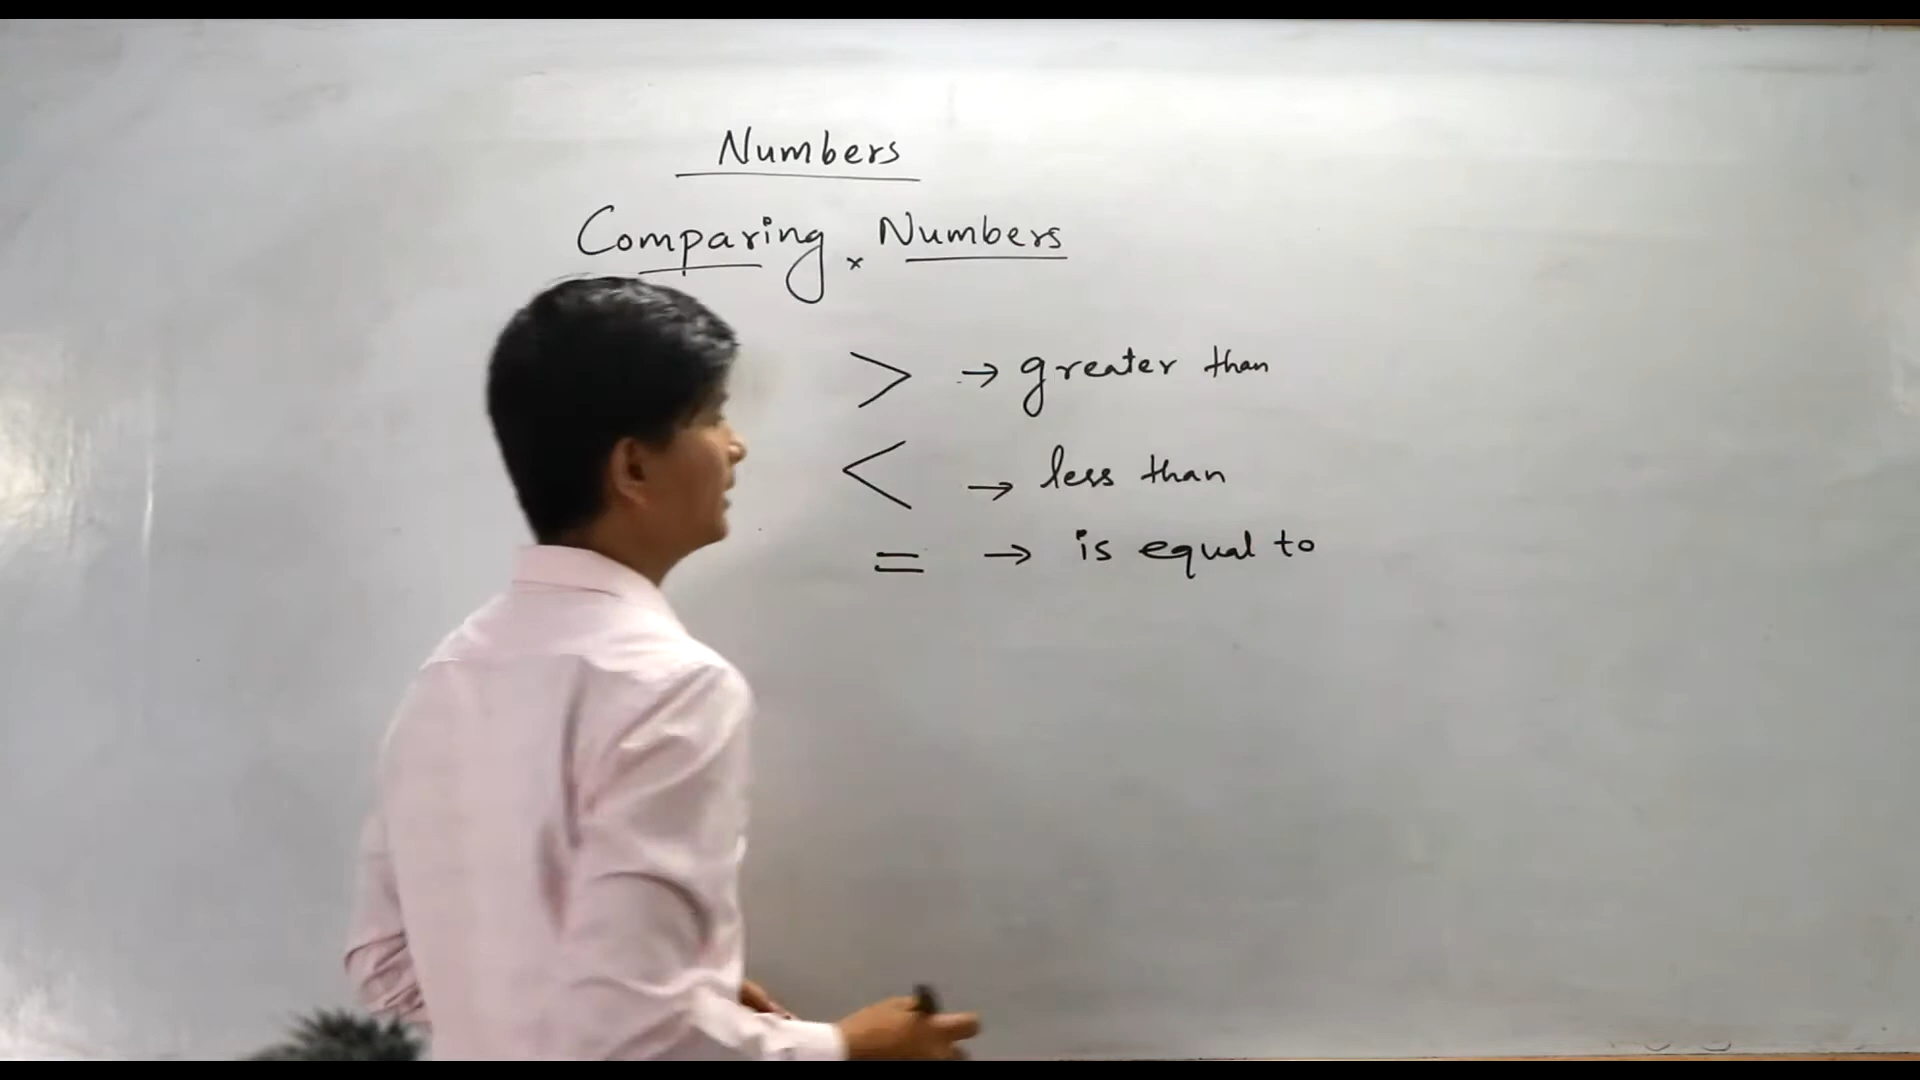 Numbers
Comparing Numbers
> → greater than
< → less than
= → is equal to